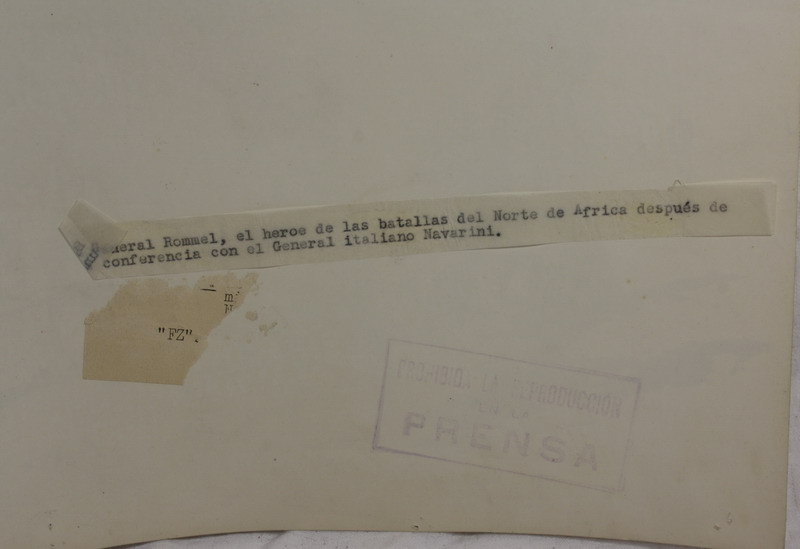 neral Rommel, el heroe de las batallas del Norte de Africa después de
conferencia con el General italiano Navarini.
"FZ".
PROHIBIDA LA REPRODUCCION
EN LA
PRENSA